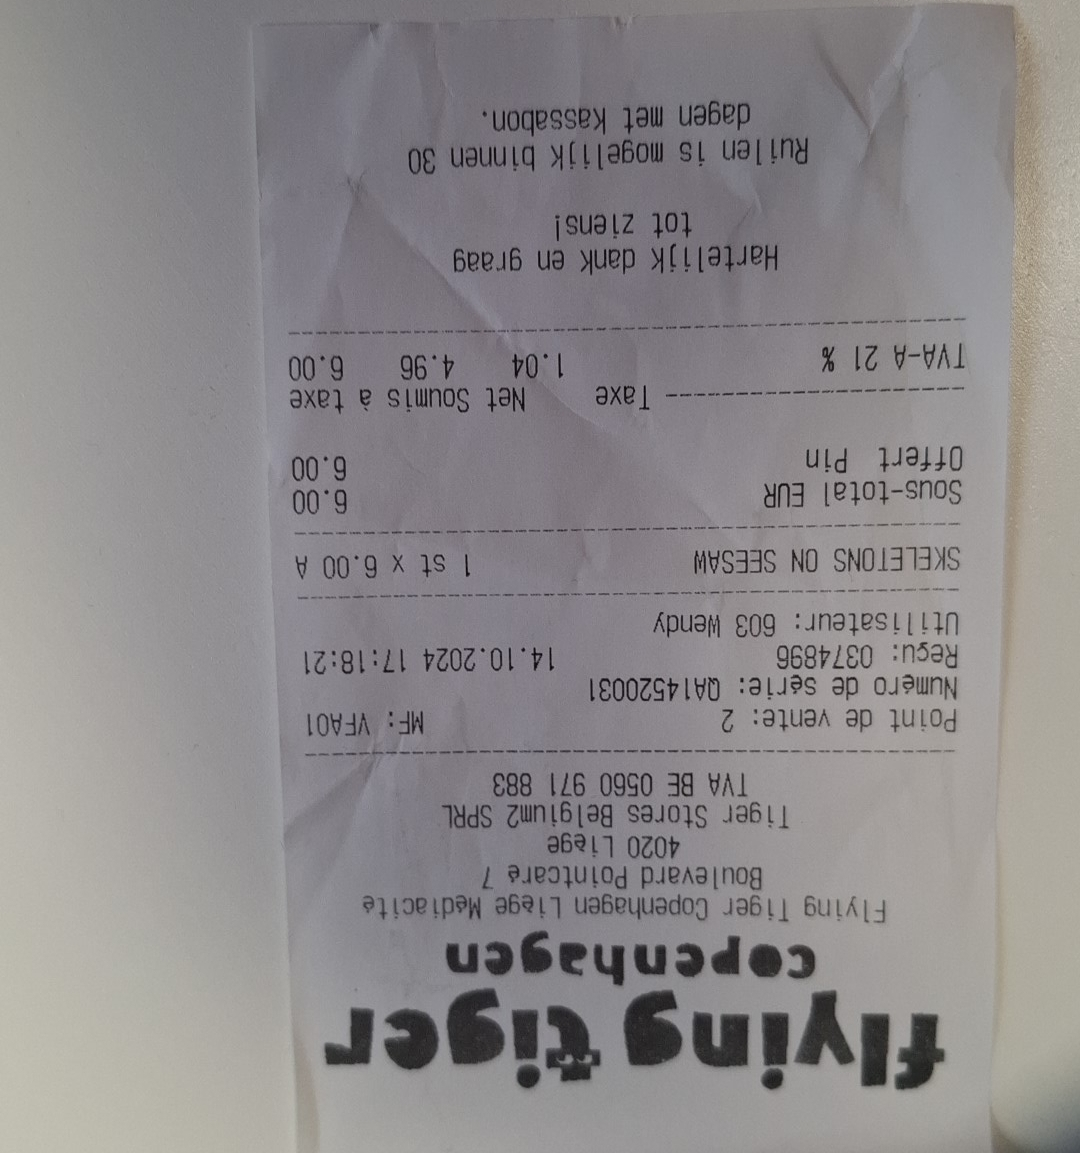 flying tiger
copenhagen
Flying Tiger Copenhagen Liege Médiacité
Boulevard Pointcaré 7
4020 Liège
Tiger Stores Belgium2 SPRL
TVA BE 0560 971 883
Point de vente: 2 MF: VFA01
Numéro de série: QA14520031
Reçu: 0374896 14.10.2024 17:18:21
Utilisateur: 603 Wendy
SKELETONS ON SEESAW 1 st x 6.00 A
Sous-total EUR 6.00
Offert Pin 6.00
Taxe Net Soumis à taxe
TVA-A 21 % 1.04 4.96 6.00
Hartelijk dank en graag
tot ziens!
Ruilen is mogelijk binnen 30
dagen met kassabon.